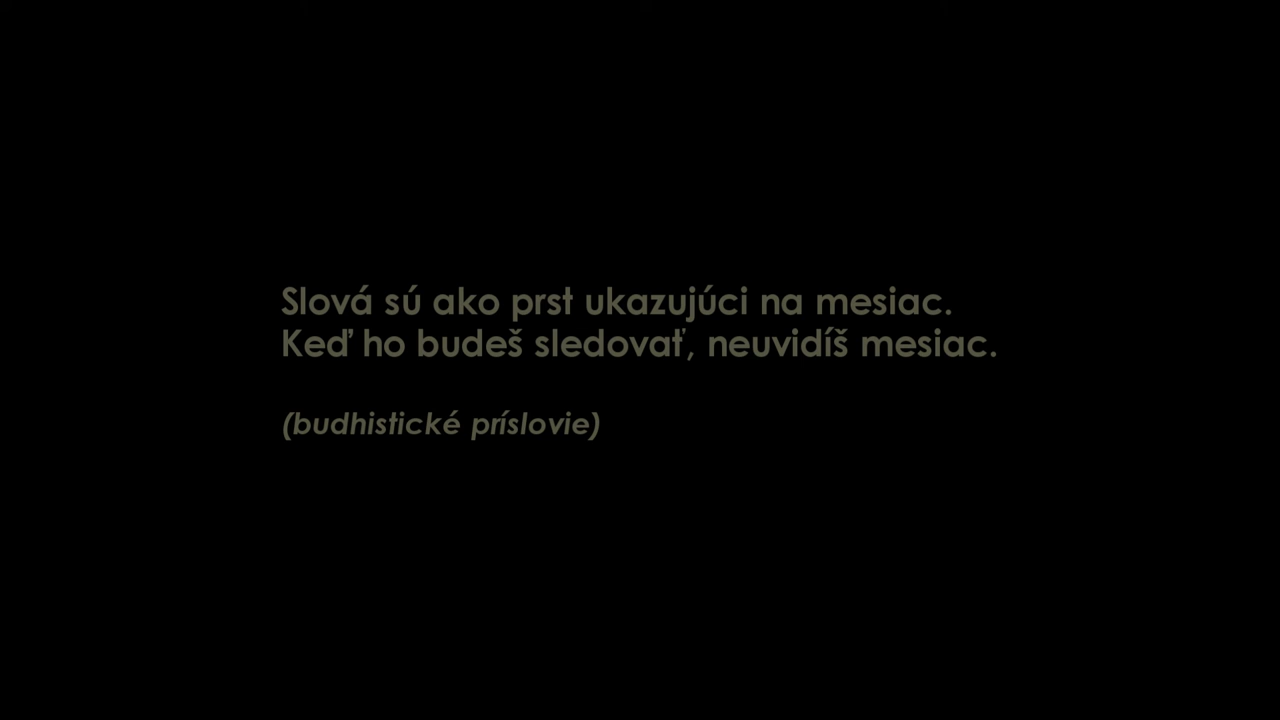 Slová sú ako prst ukazujúci na mesiac.
Keď ho budeš sledovať, neuvidíš mesiac.
(budhistické príslovie)